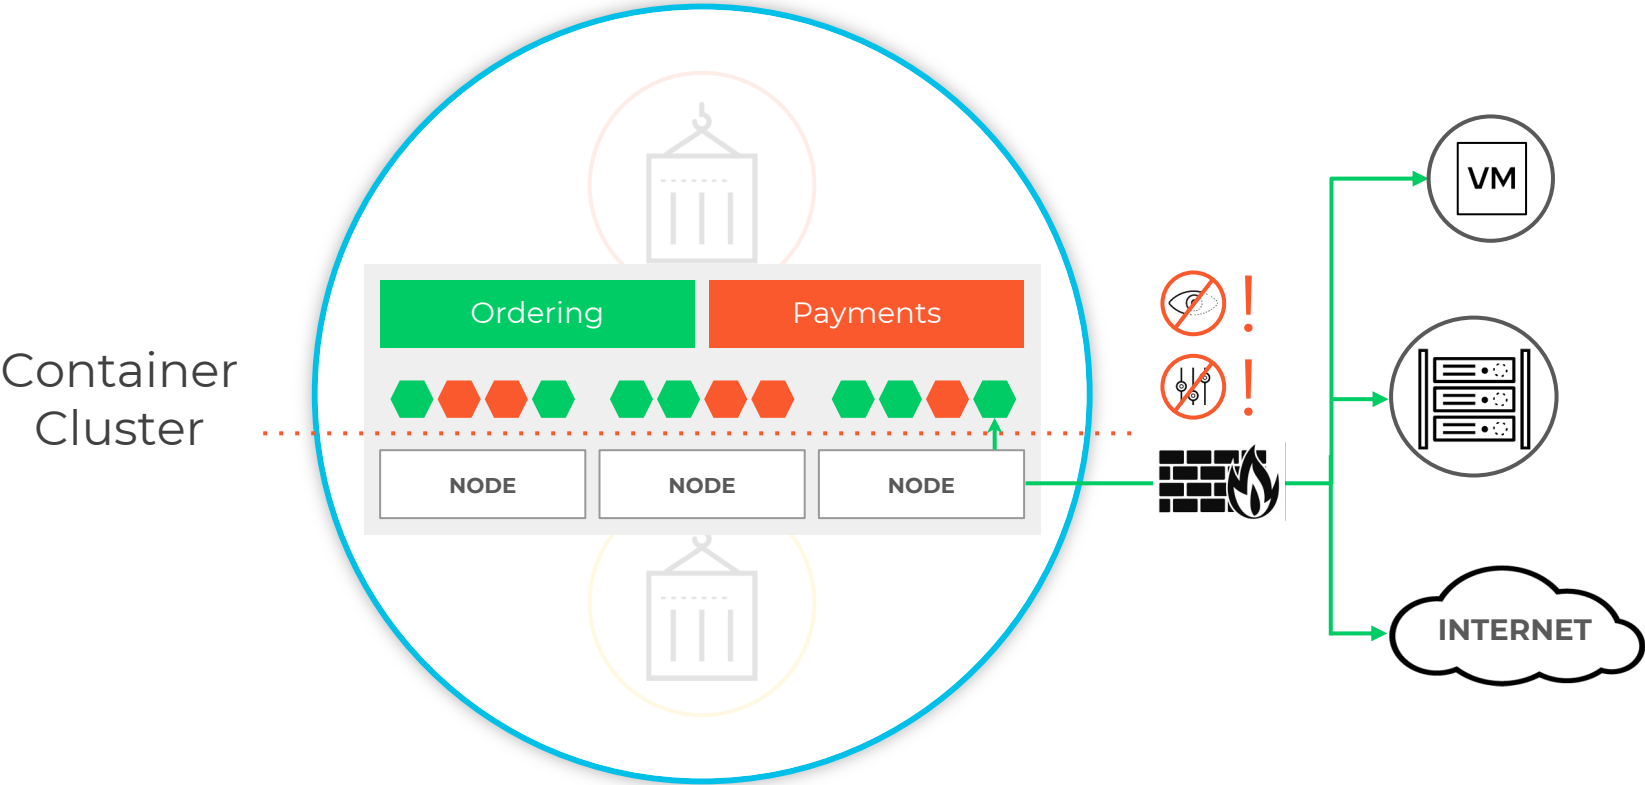 Container
Cluster
Ordering
Payments
NODE
NODE
NODE
VM
INTERNET